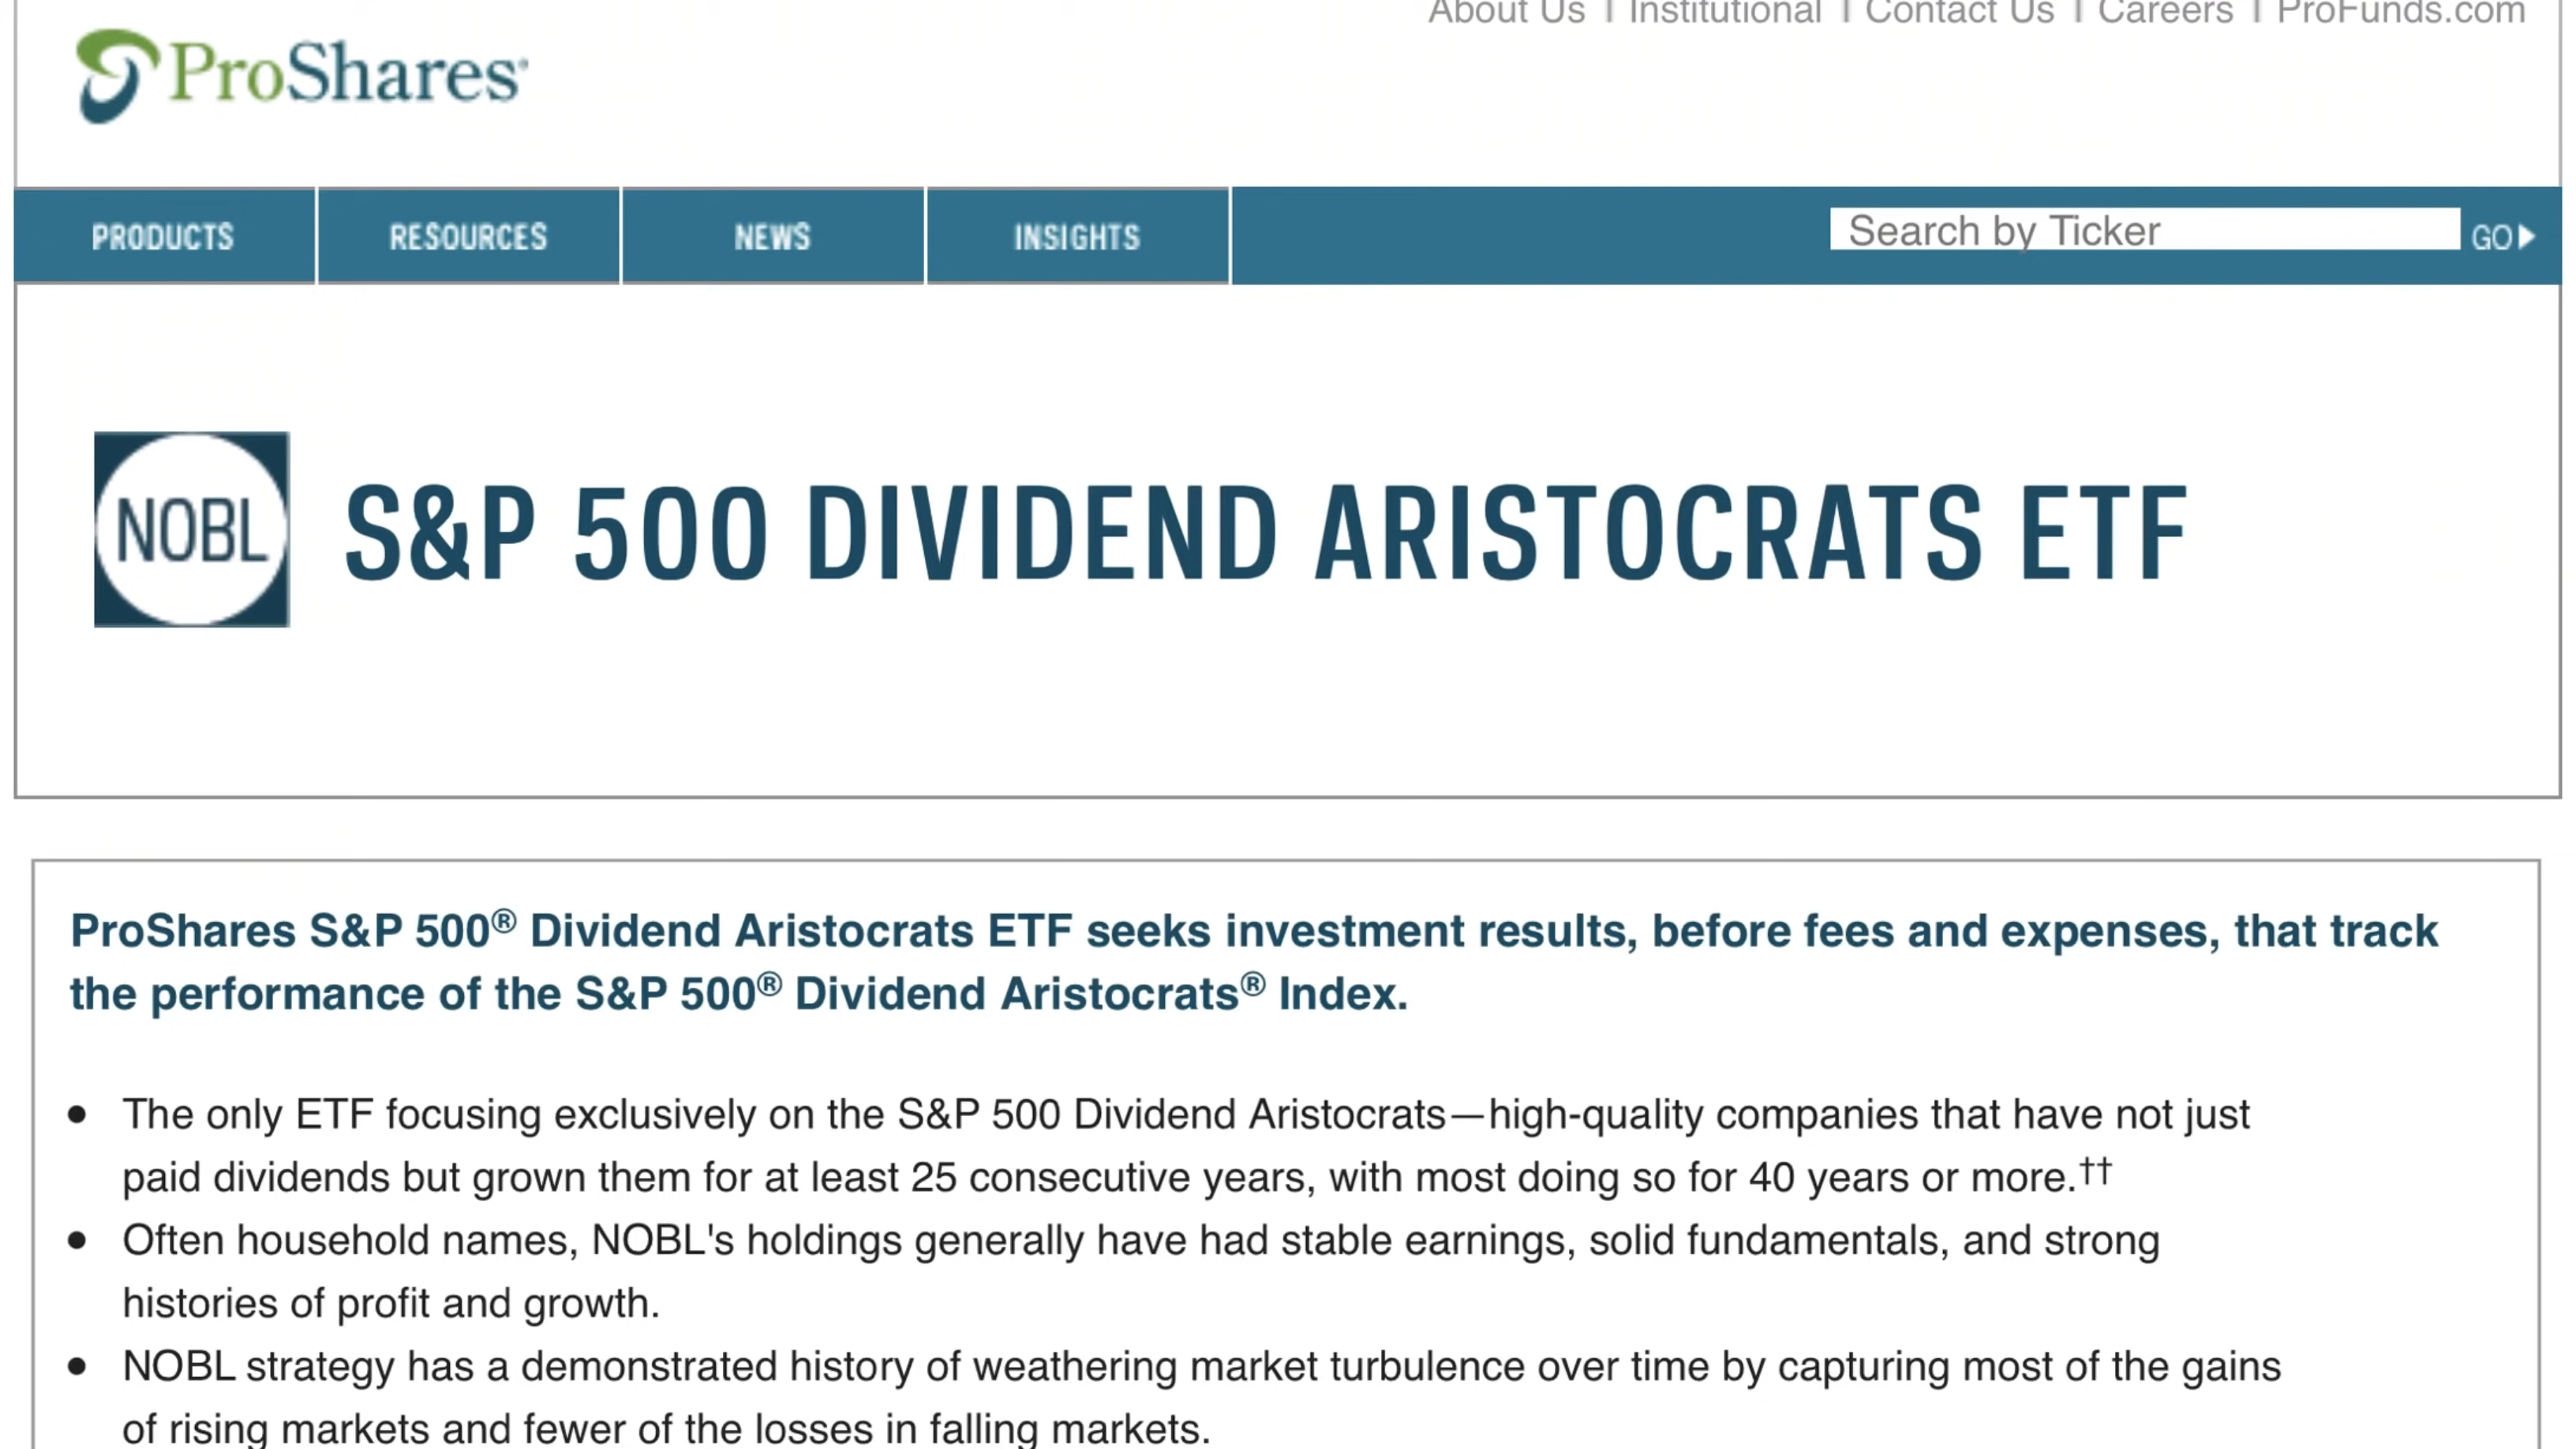 About Us | Institutional | Contact Us | Careers | ProFunds.com
ProShares®
PRODUCTS RESOURCES NEWS INSIGHTS Search by Ticker GO
NOBL S&P 500 DIVIDEND ARISTOCRATS ETF
ProShares S&P 500® Dividend Aristocrats ETF seeks investment results, before fees and expenses, that track
the performance of the S&P 500® Dividend Aristocrats® Index.
• The only ETF focusing exclusively on the S&P 500 Dividend Aristocrats—high-quality companies that have not just
paid dividends but grown them for at least 25 consecutive years, with most doing so for 40 years or more.††
• Often household names, NOBL's holdings generally have had stable earnings, solid fundamentals, and strong
histories of profit and growth.
• NOBL strategy has a demonstrated history of weathering market turbulence over time by capturing most of the gains
of rising markets and fewer of the losses in falling markets.